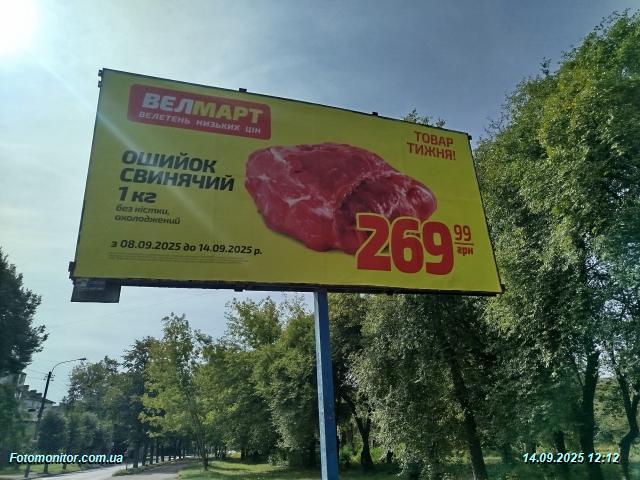 ВЕЛМАРТ
ВЕЛЕТЕНЬ НИЗЬКИХ ЦІН
ТОВАР
ТИЖНЯ!
ОШИЙОК
СВИНЯЧИЙ
1 кг
без кістки,
охолоджений
269 99
грн
з 08.09.2025 до 14.09.2025 р.
Fotomonitor.com.ua
14.09.2025 12:12